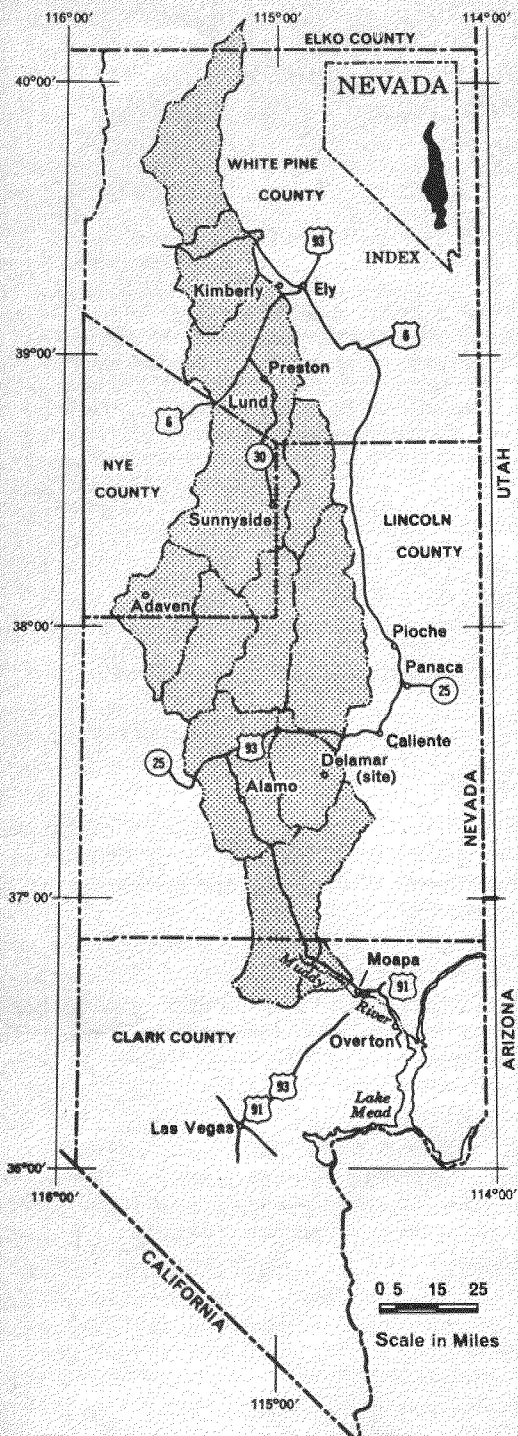 116°00' 115°00' 114°00'
ELKO COUNTY
40°00'
NEVADA
WHITE PINE
COUNTY
93
INDEX
Kimberly
Ely
6
39°00'
Preston
Lund
6
30
NYE
COUNTY
UTAH
Sunnyside
LINCOLN
COUNTY
Adaven
38°00'
Pioche
Panaca
25
93
Caliente
25
Delamar
(site)
Alamo
NEVADA
37°00'
Moapa
91
Muddy
River
CLARK COUNTY
Overton
ARIZONA
93
Lake
Mead
91
Las Vegas
36°00'
116°00' 114°00'
CALIFORNIA
0 5 15 25
Scale in Miles
115°00'